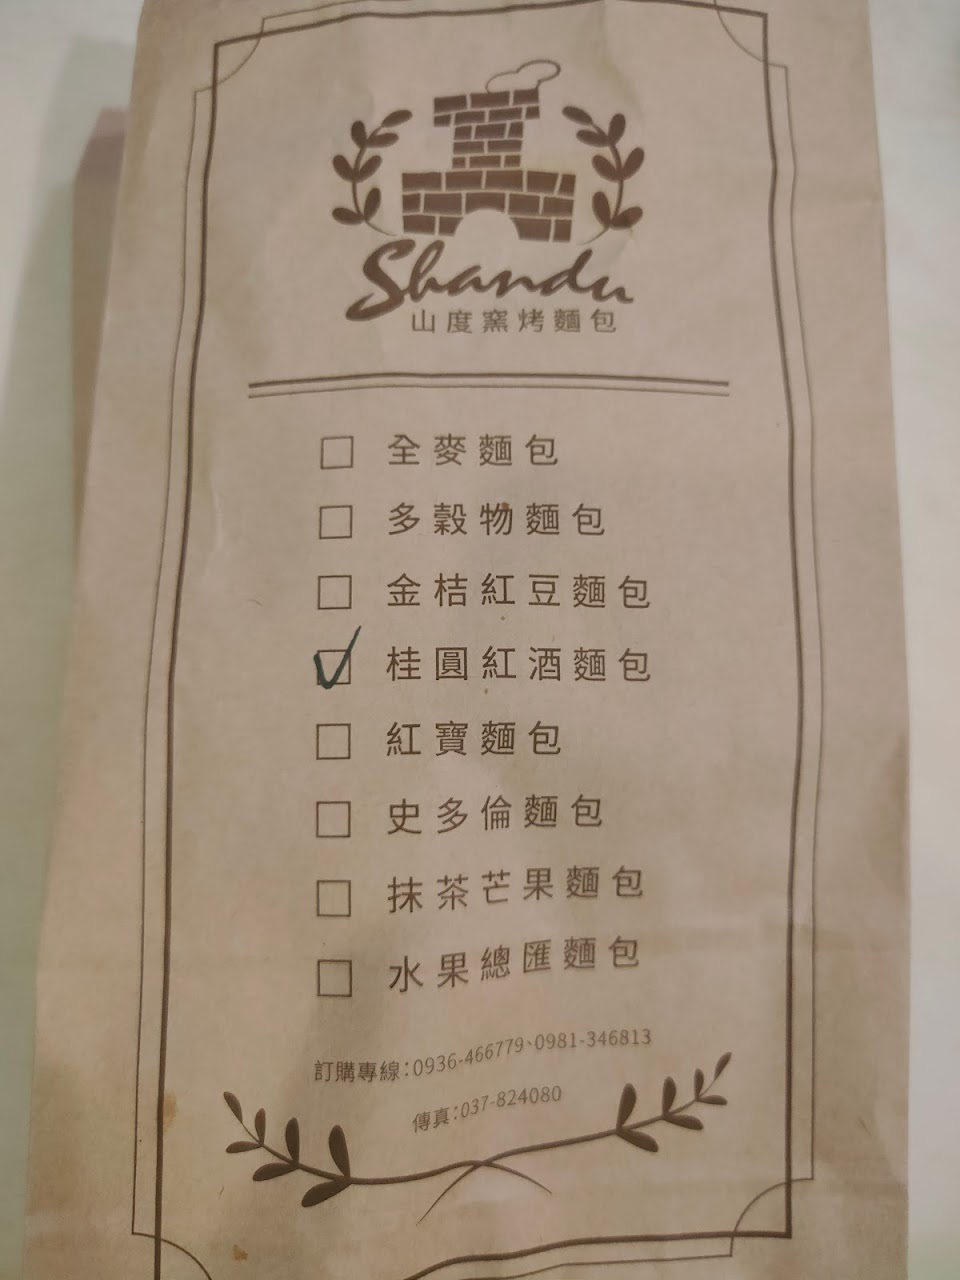 Shandu
山度窯烤麵包
全麥麵包
多穀物麵包
金桔紅豆麵包
桂圓紅酒麵包
紅寶麵包
史多倫麵包
抹茶芒果麵包
水果總匯麵包
訂購專線:0936-466779、0981-346813
傳真:037-824080